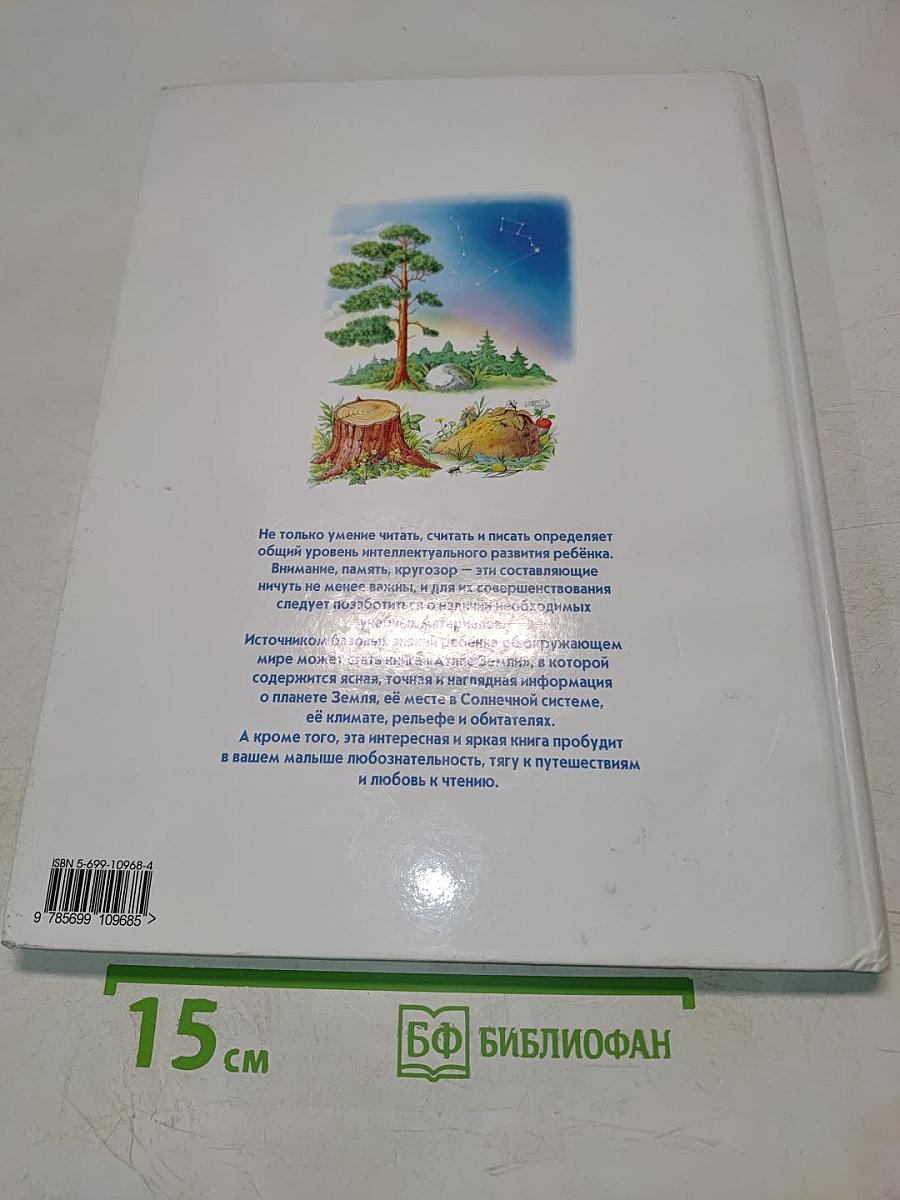 Не только умение читать, считать и писать определяет
общий уровень интеллектуального развития ребёнка.
Внимание, память, кругозор — эти составляющие
ничуть не менее важны, и для их совершенствования
следует позаботиться о наличии необходимых
учебных материалов.
Источником базовых знаний ребёнка об окружающем
мире может стать книга «Атлас Земли», в которой
содержится ясная, точная и наглядная информация
о планете Земля, её месте в Солнечной системе,
её климате, рельефе и обитателях.
А кроме того, эта интересная и яркая книга пробудит
в вашем малыше любознательность, тягу к путешествиям
и любовь к чтению.
ISBN 5-699-10968-4
9 785699 109685 >
15 см
БФ БИБЛИОФАН